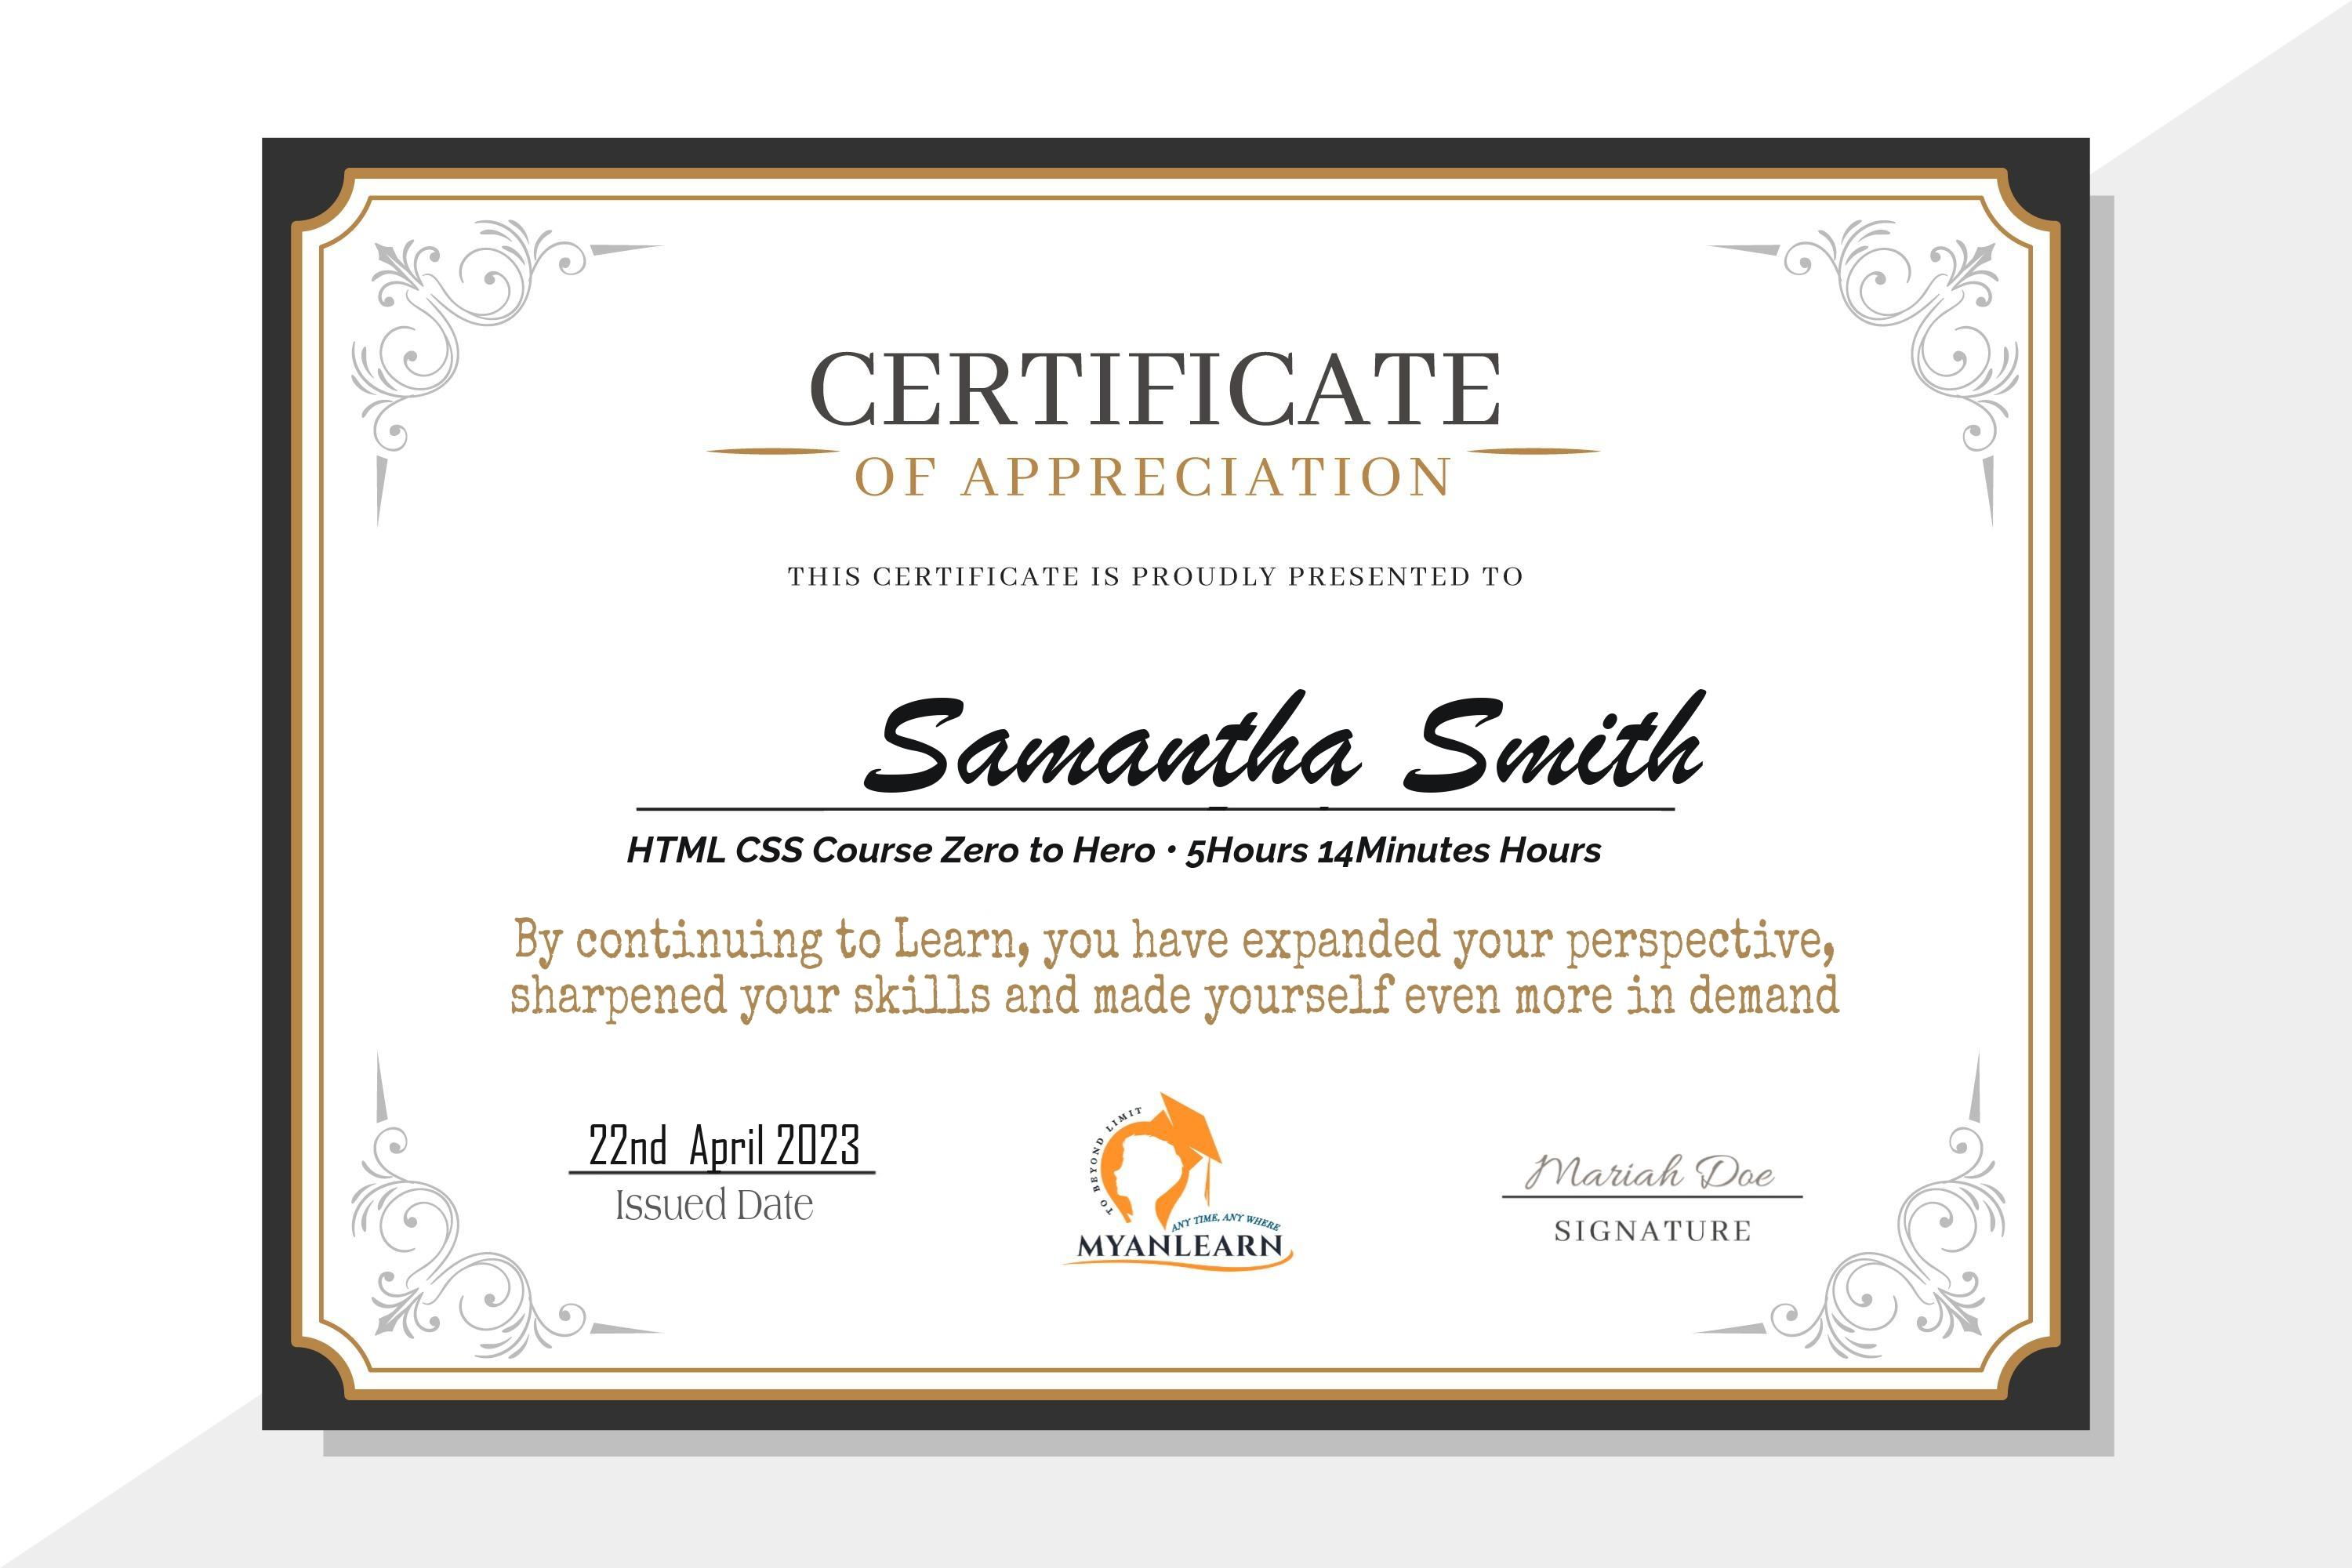 CERTIFICATE
OF APPRECIATION
THIS CERTIFICATE IS PROUDLY PRESENTED TO
Samantha Smith
HTML CSS Course Zero to Hero • 5Hours 14Minutes Hours
By continuing to Learn, you have expanded your perspective,
sharpened your skills and made yourself even more in demand
22nd April 2023
Issued Date
TO BEYOND LIMIT
ANY TIME, ANY WHERE
MYANLEARN
Mariah Doe
SIGNATURE